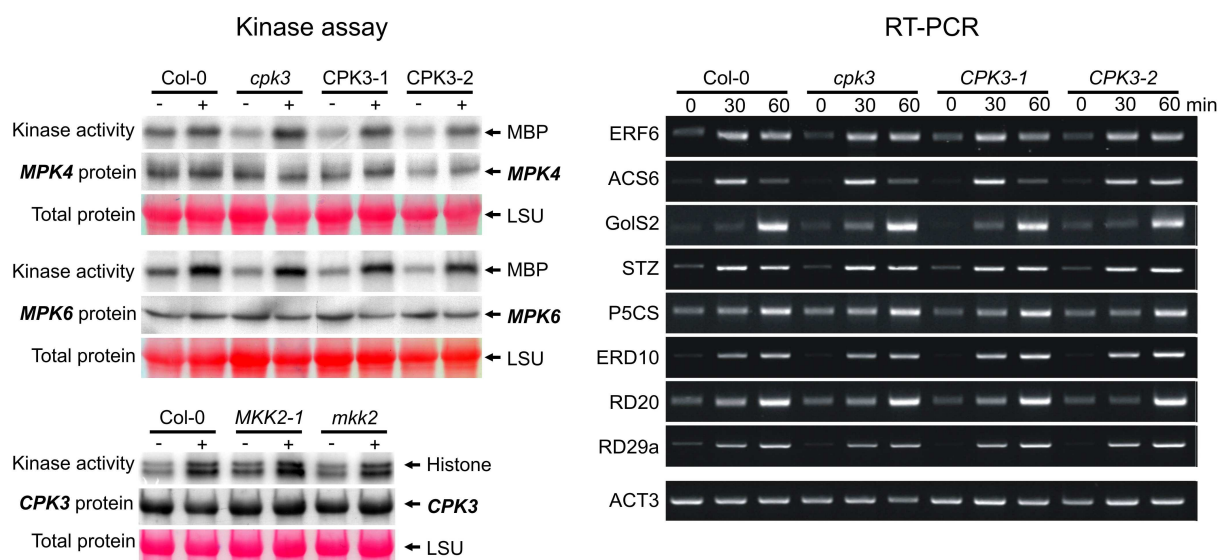 Kinase assay
Col-0 cpk3 CPK3-1 CPK3-2
- + - + - + - +
Kinase activity MBP
MPK4 protein MPK4
Total protein LSU
Kinase activity MBP
MPK6 protein MPK6
Total protein LSU
Col-0 MKK2-1 mkk2
- + - + - +
Kinase activity Histone
CPK3 protein CPK3
Total protein LSU
RT-PCR
Col-0 cpk3 CPK3-1 CPK3-2
0 30 60 0 30 60 0 30 60 0 30 60 min
ERF6
ACS6
GolS2
STZ
P5CS
ERD10
RD20
RD29a
ACT3